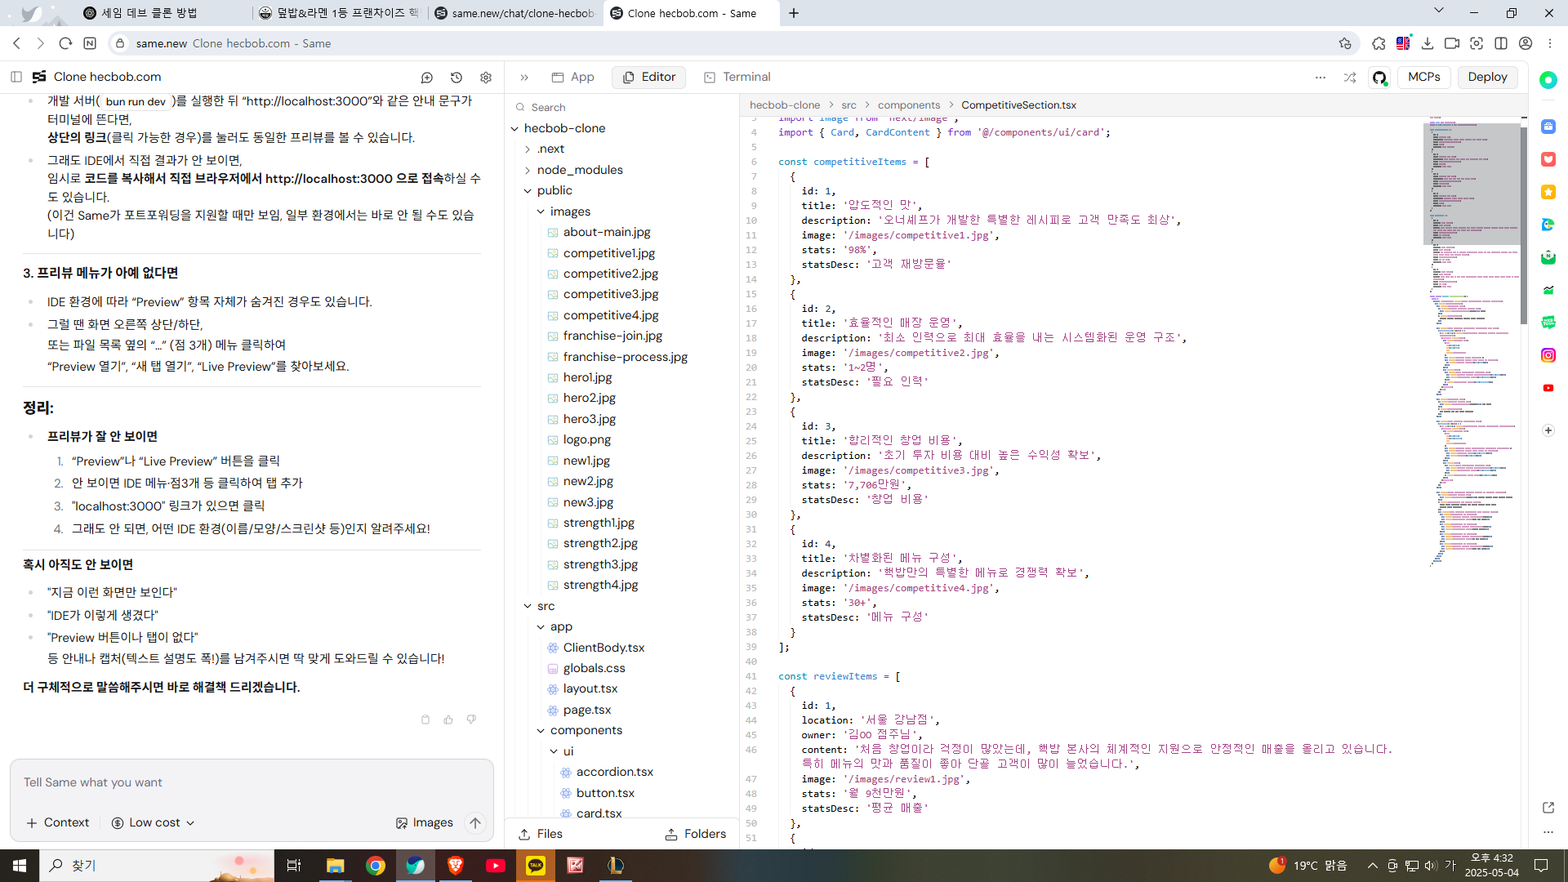 세임 데브 클론 방법
덮밥&라멘 1등 프랜차이즈 핵
same.new/chat/clone-hecbob
Clone hecbob.com - Same
same.new Clone hecbob.com - Same
Clone hecbob.com
개발 서버( bun run dev )를 실행한 뒤 “http://localhost:3000”와 같은 안내 문구가
터미널에 뜬다면,
상단의 링크(클릭 가능한 경우)를 눌러도 동일한 프리뷰를 볼 수 있습니다.
그래도 IDE에서 직접 결과가 안 보이면,
임시로 코드를 복사해서 직접 브라우저에서 http://localhost:3000 으로 접속하실 수
도 있습니다.
(이건 Same가 포트포워딩을 지원할 때만 보임, 일부 환경에서는 바로 안 될 수도 있습
니다)
3. 프리뷰 메뉴가 아예 없다면
IDE 환경에 따라 “Preview” 항목 자체가 숨겨진 경우도 있습니다.
그럴 땐 화면 오른쪽 상단/하단,
또는 파일 목록 옆의 “…” (점 3개) 메뉴 클릭하여
“Preview 열기”, “새 탭 열기”, “Live Preview”를 찾아보세요.
정리:
프리뷰가 잘 안 보이면
1. “Preview”나 “Live Preview” 버튼을 클릭
2. 안 보이면 IDE 메뉴·점3개 등 클릭하여 탭 추가
3. "localhost:3000" 링크가 있으면 클릭
4. 그래도 안 되면, 어떤 IDE 환경(이름/모양/스크린샷 등)인지 알려주세요!
혹시 아직도 안 보이면
"지금 이런 화면만 보인다"
"IDE가 이렇게 생겼다"
"Preview 버튼이나 탭이 없다"
등 안내나 캡처(텍스트 설명도 폭!)를 남겨주시면 딱 맞게 도와드릴 수 있습니다!
더 구체적으로 말씀해주시면 바로 해결책 드리겠습니다.
Tell Same what you want
Context
Low cost
Images
App
Editor
Terminal
MCPs
Deploy
Search
hecbob-clone
.next
node_modules
public
images
about-main.jpg
competitive1.jpg
competitive2.jpg
competitive3.jpg
competitive4.jpg
franchise-join.jpg
franchise-process.jpg
hero1.jpg
hero2.jpg
hero3.jpg
logo.png
new1.jpg
new2.jpg
new3.jpg
strength1.jpg
strength2.jpg
strength3.jpg
strength4.jpg
src
app
ClientBody.tsx
globals.css
layout.tsx
page.tsx
components
ui
accordion.tsx
button.tsx
card.tsx
Files
Folders
hecbob-clone > src > components > CompetitiveSection.tsx
3 import Image from 'next/image';
4 import { Card, CardContent } from '@/components/ui/card';
5
6 const competitiveItems = [
7 {
8 id: 1,
9 title: '압도적인 맛',
10 description: '오너셰프가 개발한 특별한 레시피로 고객 만족도 최상',
11 image: '/images/competitive1.jpg',
12 stats: '98%',
13 statsDesc: '고객 재방문율'
14 },
15 {
16 id: 2,
17 title: '효율적인 매장 운영',
18 description: '최소 인력으로 최대 효율을 내는 시스템화된 운영 구조',
19 image: '/images/competitive2.jpg',
20 stats: '1~2명',
21 statsDesc: '필요 인력'
22 },
23 {
24 id: 3,
25 title: '합리적인 창업 비용',
26 description: '초기 투자 비용 대비 높은 수익성 확보',
27 image: '/images/competitive3.jpg',
28 stats: '7,706만원',
29 statsDesc: '창업 비용'
30 },
31 {
32 id: 4,
33 title: '차별화된 메뉴 구성',
34 description: '핵밥만의 특별한 메뉴로 경쟁력 확보',
35 image: '/images/competitive4.jpg',
36 stats: '30+',
37 statsDesc: '메뉴 구성'
38 }
39 ];
40
41 const reviewItems = [
42 {
43 id: 1,
44 location: '서울 강남점',
45 owner: '김OO 점주님',
46 content: '처음 창업이라 걱정이 많았는데, 핵밥 본사의 체계적인 지원으로 안정적인 매출을 올리고 있습니다.
특히 메뉴의 맛과 품질이 좋아 단골 고객이 많이 늘었습니다.',
47 image: '/images/review1.jpg',
48 stats: '월 9천만원',
49 statsDesc: '평균 매출'
50 },
51 {
찾기
TALK
19°C 맑음
가
오후 4:32
2025-05-04